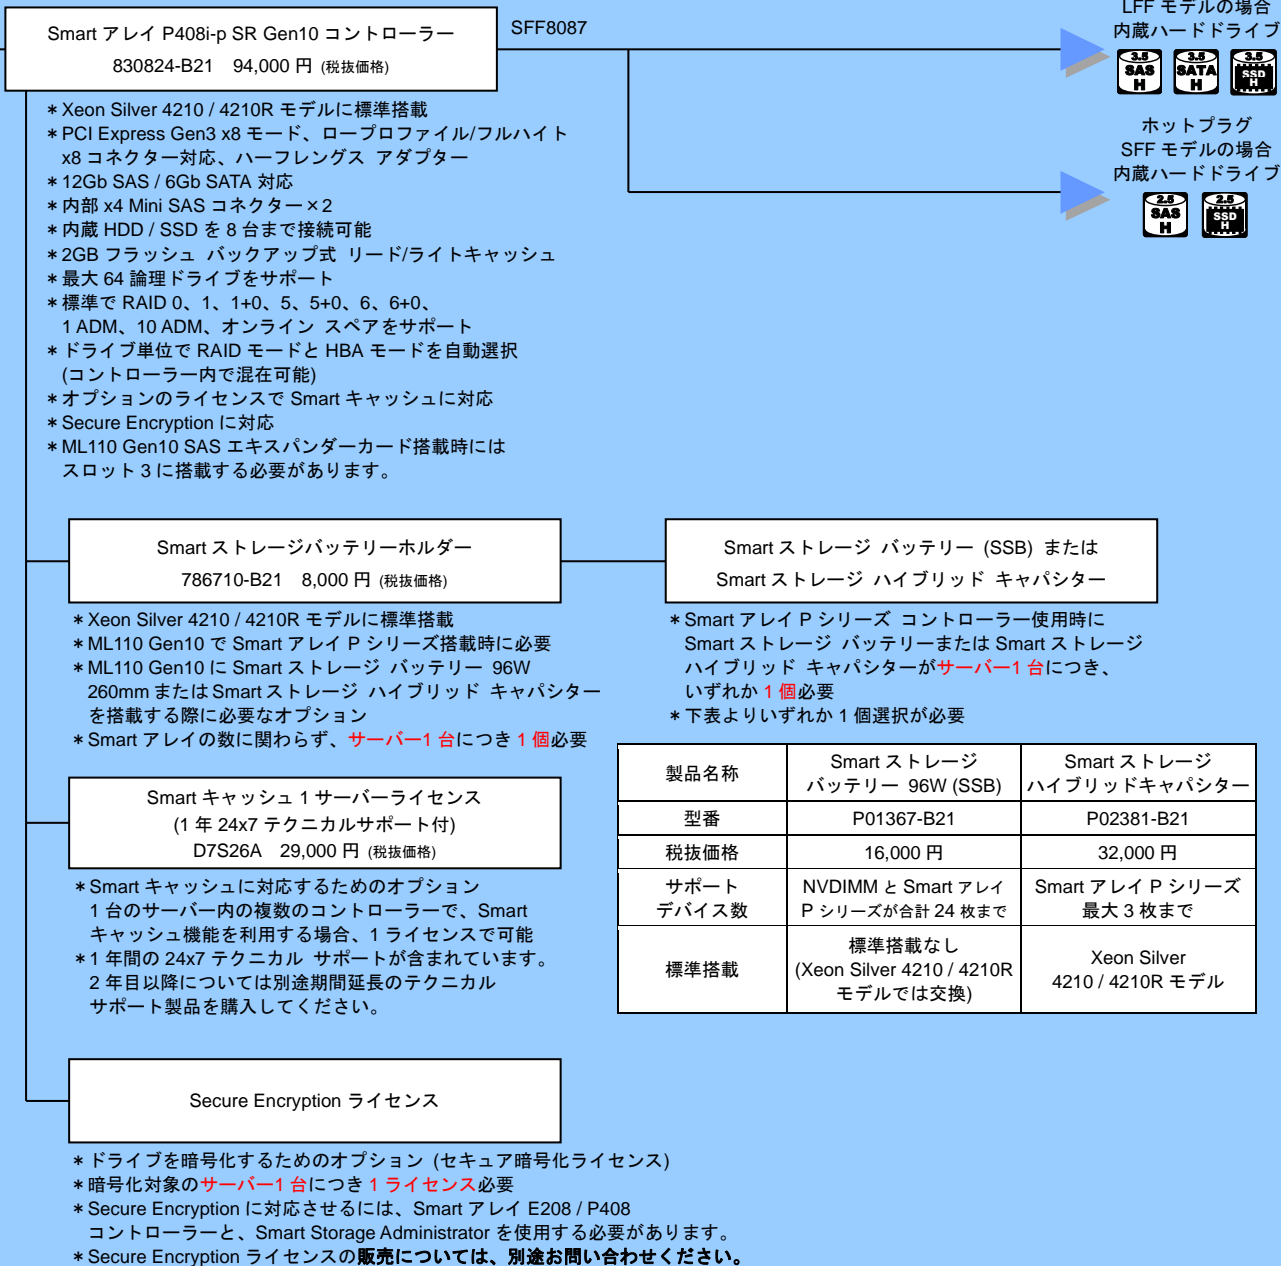 Smart アレイ P408i-p SR Gen10 コントローラー
830824-B21 94,000 円 (税抜価格)
SFF8087
LFF モデルの場合
内蔵ハードドライブ
3.5 SAS H
3.5 SATA H
3.5 SSD H
ホットプラグ
SFF モデルの場合
内蔵ハードドライブ
2.5 SAS H
2.5 SSD H
＊Xeon Silver 4210 / 4210R モデルに標準搭載
＊PCI Express Gen3 x8 モード、ロープロファイル/フルハイト
x8 コネクター対応、ハーフレングス アダプター
＊12Gb SAS / 6Gb SATA 対応
＊内部 x4 Mini SAS コネクター×2
＊内蔵 HDD / SSD を 8 台まで接続可能
＊2GB フラッシュ バックアップ式 リード/ライトキャッシュ
＊最大 64 論理ドライブをサポート
＊標準で RAID 0、1、1+0、5、5+0、6、6+0、
1 ADM、10 ADM、オンライン スペアをサポート
＊ドライブ単位で RAID モードと HBA モードを自動選択
(コントローラー内で混在可能)
＊オプションのライセンスで Smart キャッシュに対応
＊Secure Encryption に対応
＊ML110 Gen10 SAS エキスパンダーカード搭載時には
スロット 3 に搭載する必要があります。
Smart ストレージバッテリーホルダー
786710-B21 8,000 円 (税抜価格)
＊Xeon Silver 4210 / 4210R モデルに標準搭載
＊ML110 Gen10 で Smart アレイ P シリーズ搭載時に必要
＊ML110 Gen10 に Smart ストレージ バッテリー 96W
260mm または Smart ストレージ ハイブリッド キャパシター
を搭載する際に必要なオプション
＊Smart アレイの数に関わらず、サーバー1 台につき 1 個必要
Smart ストレージ バッテリー (SSB) または
Smart ストレージ ハイブリッド キャパシター
＊Smart アレイ P シリーズ コントローラー使用時に
Smart ストレージ バッテリーまたは Smart ストレージ
ハイブリッド キャパシターがサーバー1 台につき、
いずれか 1 個必要
＊下表よりいずれか 1 個選択が必要
製品名称
Smart ストレージ
バッテリー 96W (SSB)
Smart ストレージ
ハイブリッドキャパシター
型番
P01367-B21
P02381-B21
税抜価格
16,000 円
32,000 円
サポート
デバイス数
NVDIMM と Smart アレイ
P シリーズが合計 24 枚まで
Smart アレイ P シリーズ
最大 3 枚まで
標準搭載
標準搭載なし
(Xeon Silver 4210 / 4210R
モデルでは交換)
Xeon Silver
4210 / 4210R モデル
Smart キャッシュ 1 サーバーライセンス
(1 年 24x7 テクニカルサポート付)
D7S26A 29,000 円 (税抜価格)
＊Smart キャッシュに対応するためのオプション
1 台のサーバー内の複数のコントローラーで、Smart
キャッシュ機能を利用する場合、1 ライセンスで可能
＊1 年間の 24x7 テクニカル サポートが含まれています。
2 年目以降については別途期間延長のテクニカル
サポート製品を購入してください。
Secure Encryption ライセンス
＊ドライブを暗号化するためのオプション (セキュア暗号化ライセンス)
＊暗号化対象のサーバー1 台につき 1 ライセンス必要
＊Secure Encryption に対応させるには、Smart アレイ E208 / P408
コントローラーと、Smart Storage Administrator を使用する必要があります。
＊Secure Encryption ライセンスの販売については、別途お問い合わせください。